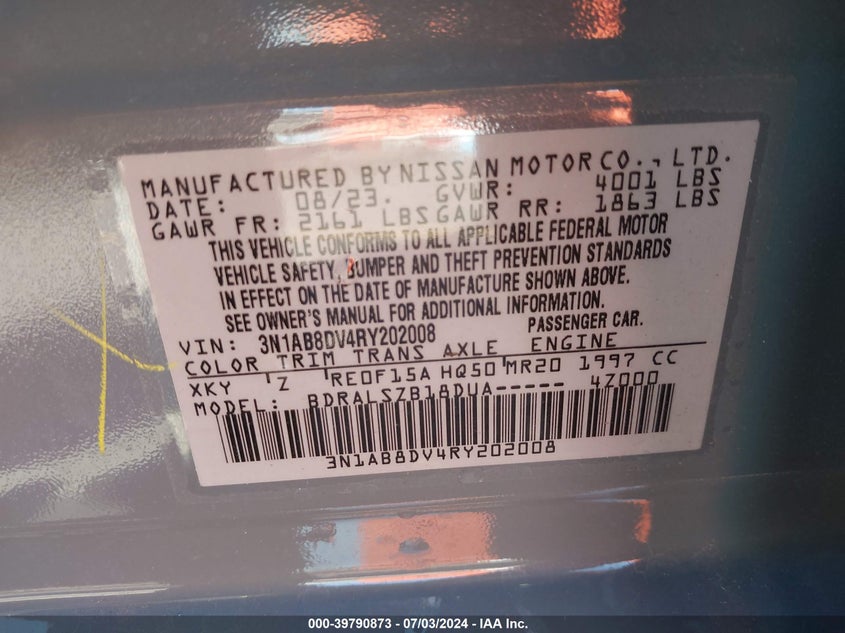 MANUFACTURED BY NISSAN MOTOR CO., LTD.
DATE: 08/23. GVWR: 4001 LBS
GAWR FR: 2161 LBS GAWR RR: 1863 LBS
THIS VEHICLE CONFORMS TO ALL APPLICABLE FEDERAL MOTOR
VEHICLE SAFETY, BUMPER AND THEFT PREVENTION STANDARDS
IN EFFECT ON THE DATE OF MANUFACTURE SHOWN ABOVE.
SEE OWNER'S MANUAL FOR ADDITIONAL INFORMATION.
VIN: 3N1AB8DV4RY202008 PASSENGER CAR.
COLOR TRIM TRANS AXLE ENGINE
XKY Z RE0F15A HQ50 MR20 1997 CC
MODEL: BDRALSZB18DUA----- 4Z000
3N1AB8DV4RY202008
000-39790873 - 07/03/2024 - IAA Inc.